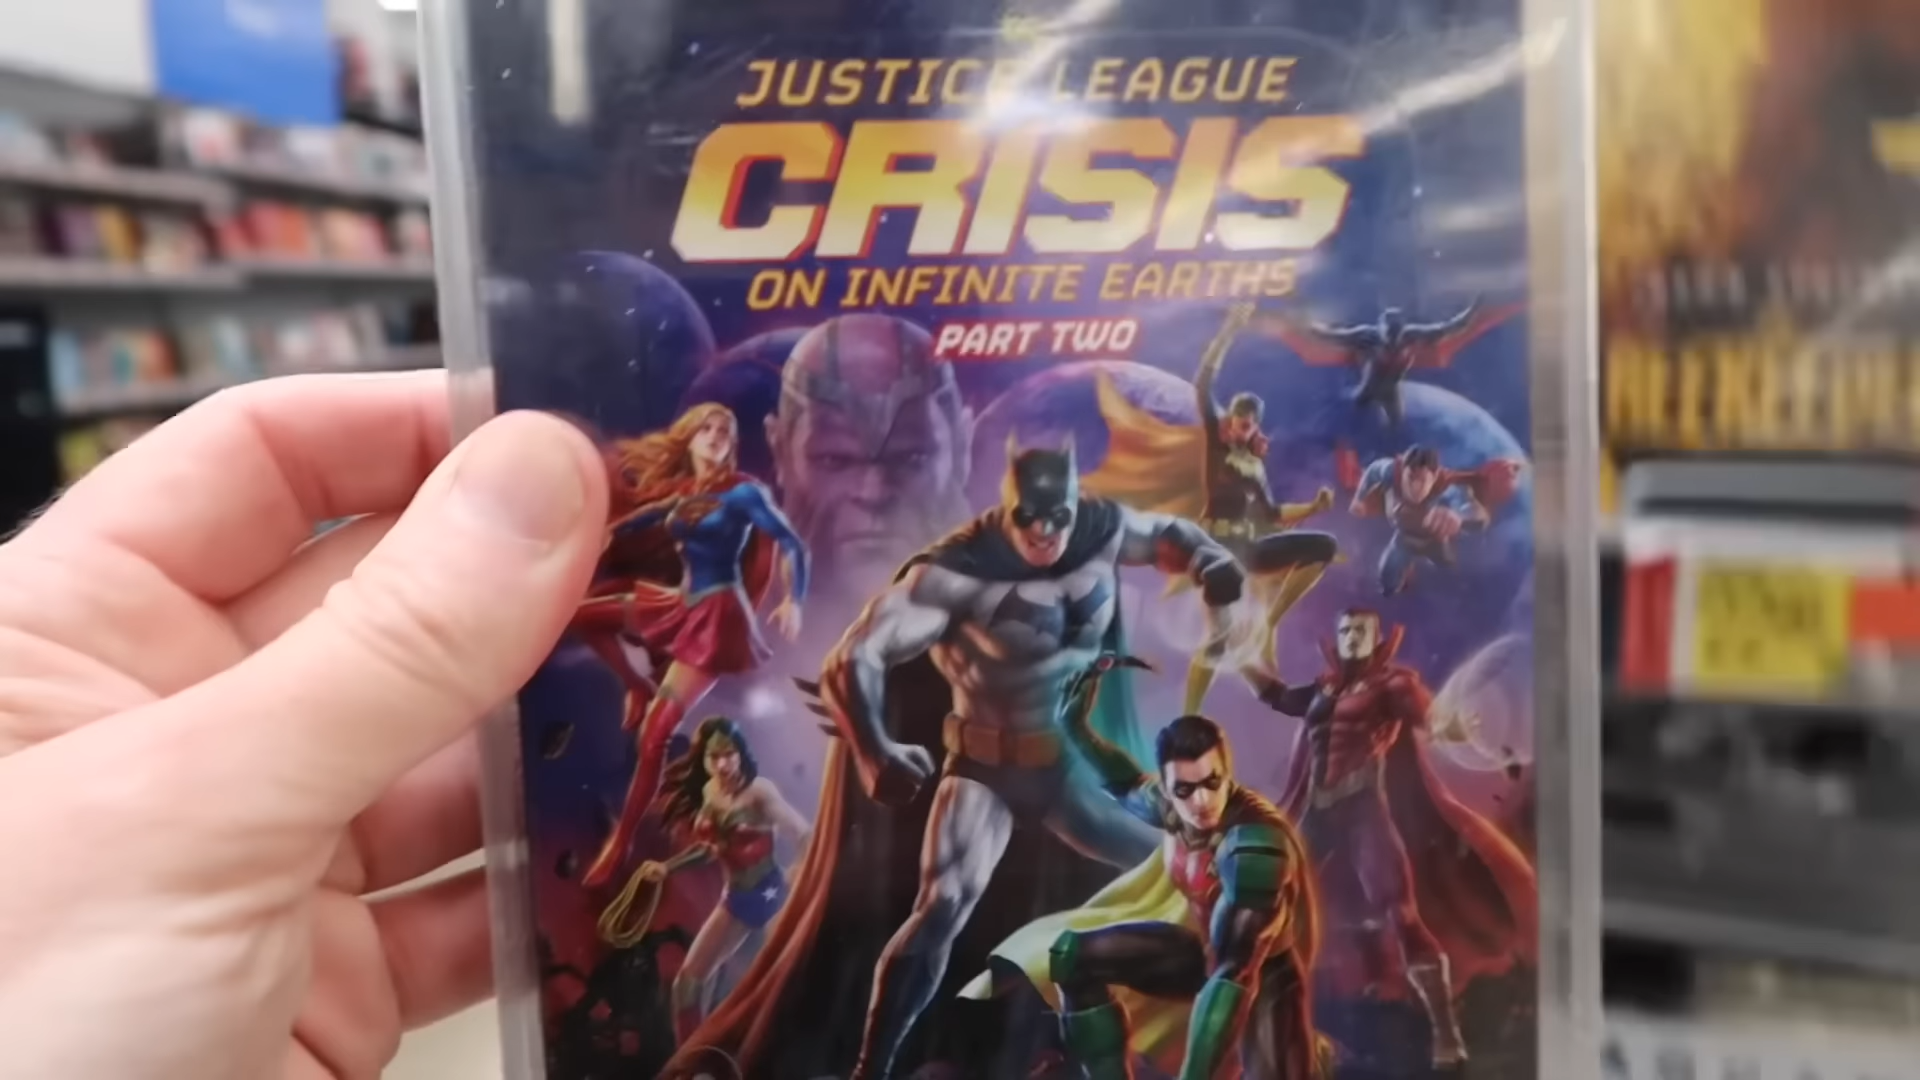 JUSTICE LEAGUE
CRISIS
ON INFINITE EARTHS
PART TWO